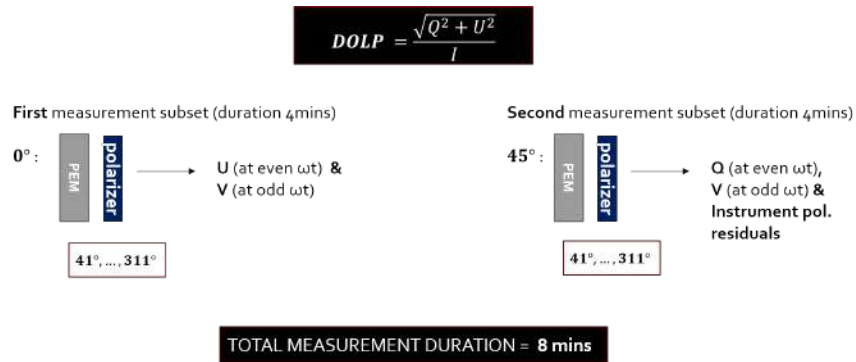 DOLP = √Q² + U² / I
First measurement subset (duration 4mins)
0° :
PEM
polarizer
U (at even ωt) &
V (at odd ωt)
41°, ... , 311°
Second measurement subset (duration 4mins)
45° :
PEM
polarizer
Q (at even ωt),
V (at odd ωt) &
Instrument pol.
residuals
41°, ... , 311°
TOTAL MEASUREMENT DURATION = 8 mins